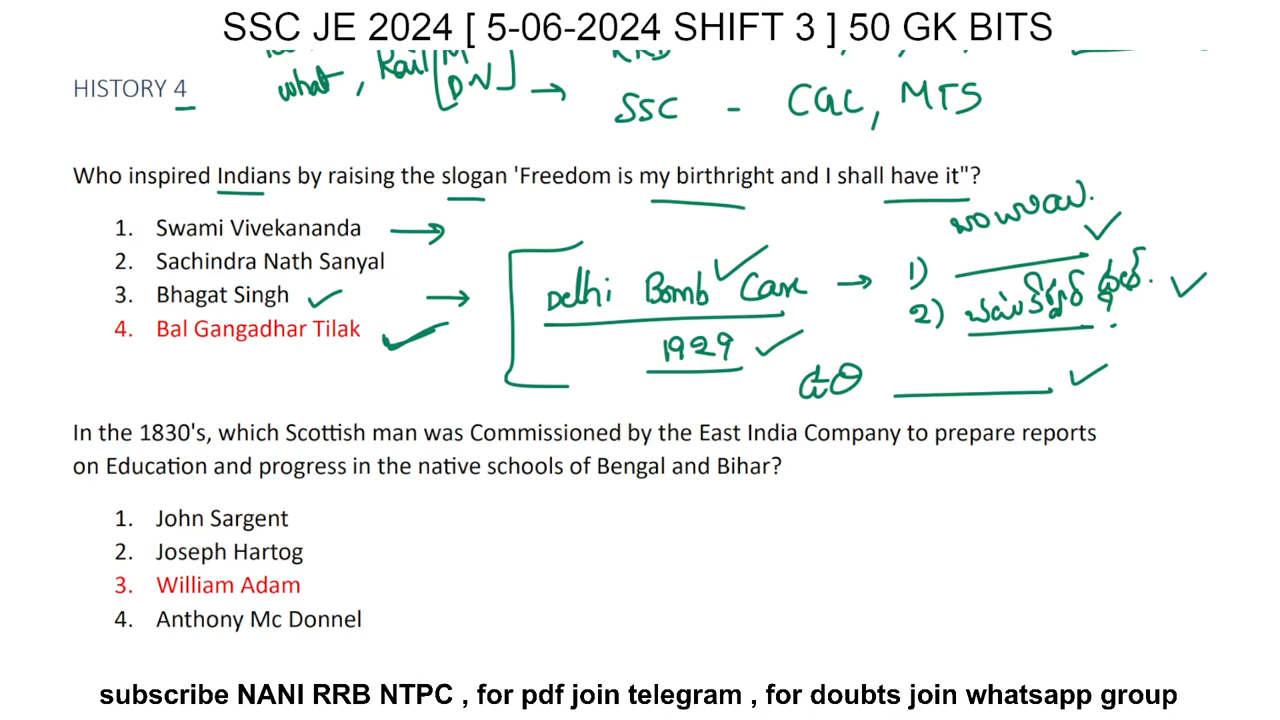 SSC JE 2024 [ 5-06-2024 SHIFT 3 ] 50 GK BITS
what , Rail
HISTORY 4
SSC - CGL, MTS
Who inspired Indians by raising the slogan 'Freedom is my birthright and I shall have it"?
1. Swami Vivekananda
2. Sachindra Nath Sanyal
3. Bhagat Singh
4. Bal Gangadhar Tilak
Delhi Bomb Case
1)
2)
1929
In the 1830's, which Scottish man was Commissioned by the East India Company to prepare reports
on Education and progress in the native schools of Bengal and Bihar?
1. John Sargent
2. Joseph Hartog
3. William Adam
4. Anthony Mc Donnel
subscribe NANI RRB NTPC , for pdf join telegram , for doubts join whatsapp group